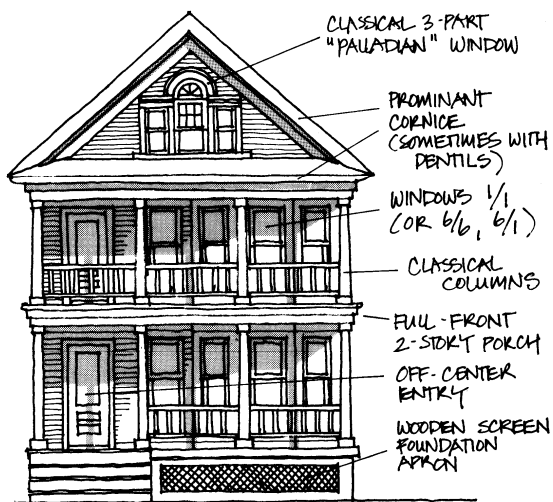 CLASSICAL 3-PART
"PALLADIAN" WINDOW
PROMINANT
CORNICE
(SOMETIMES WITH
DENTILS)
WINDOWS 1/1
(OR 6/6, 6/1)
CLASSICAL
COLUMNS
FULL-FRONT
2-STORY PORCH
OFF-CENTER
ENTRY
WOODEN SCREEN
FOUNDATION
APRON